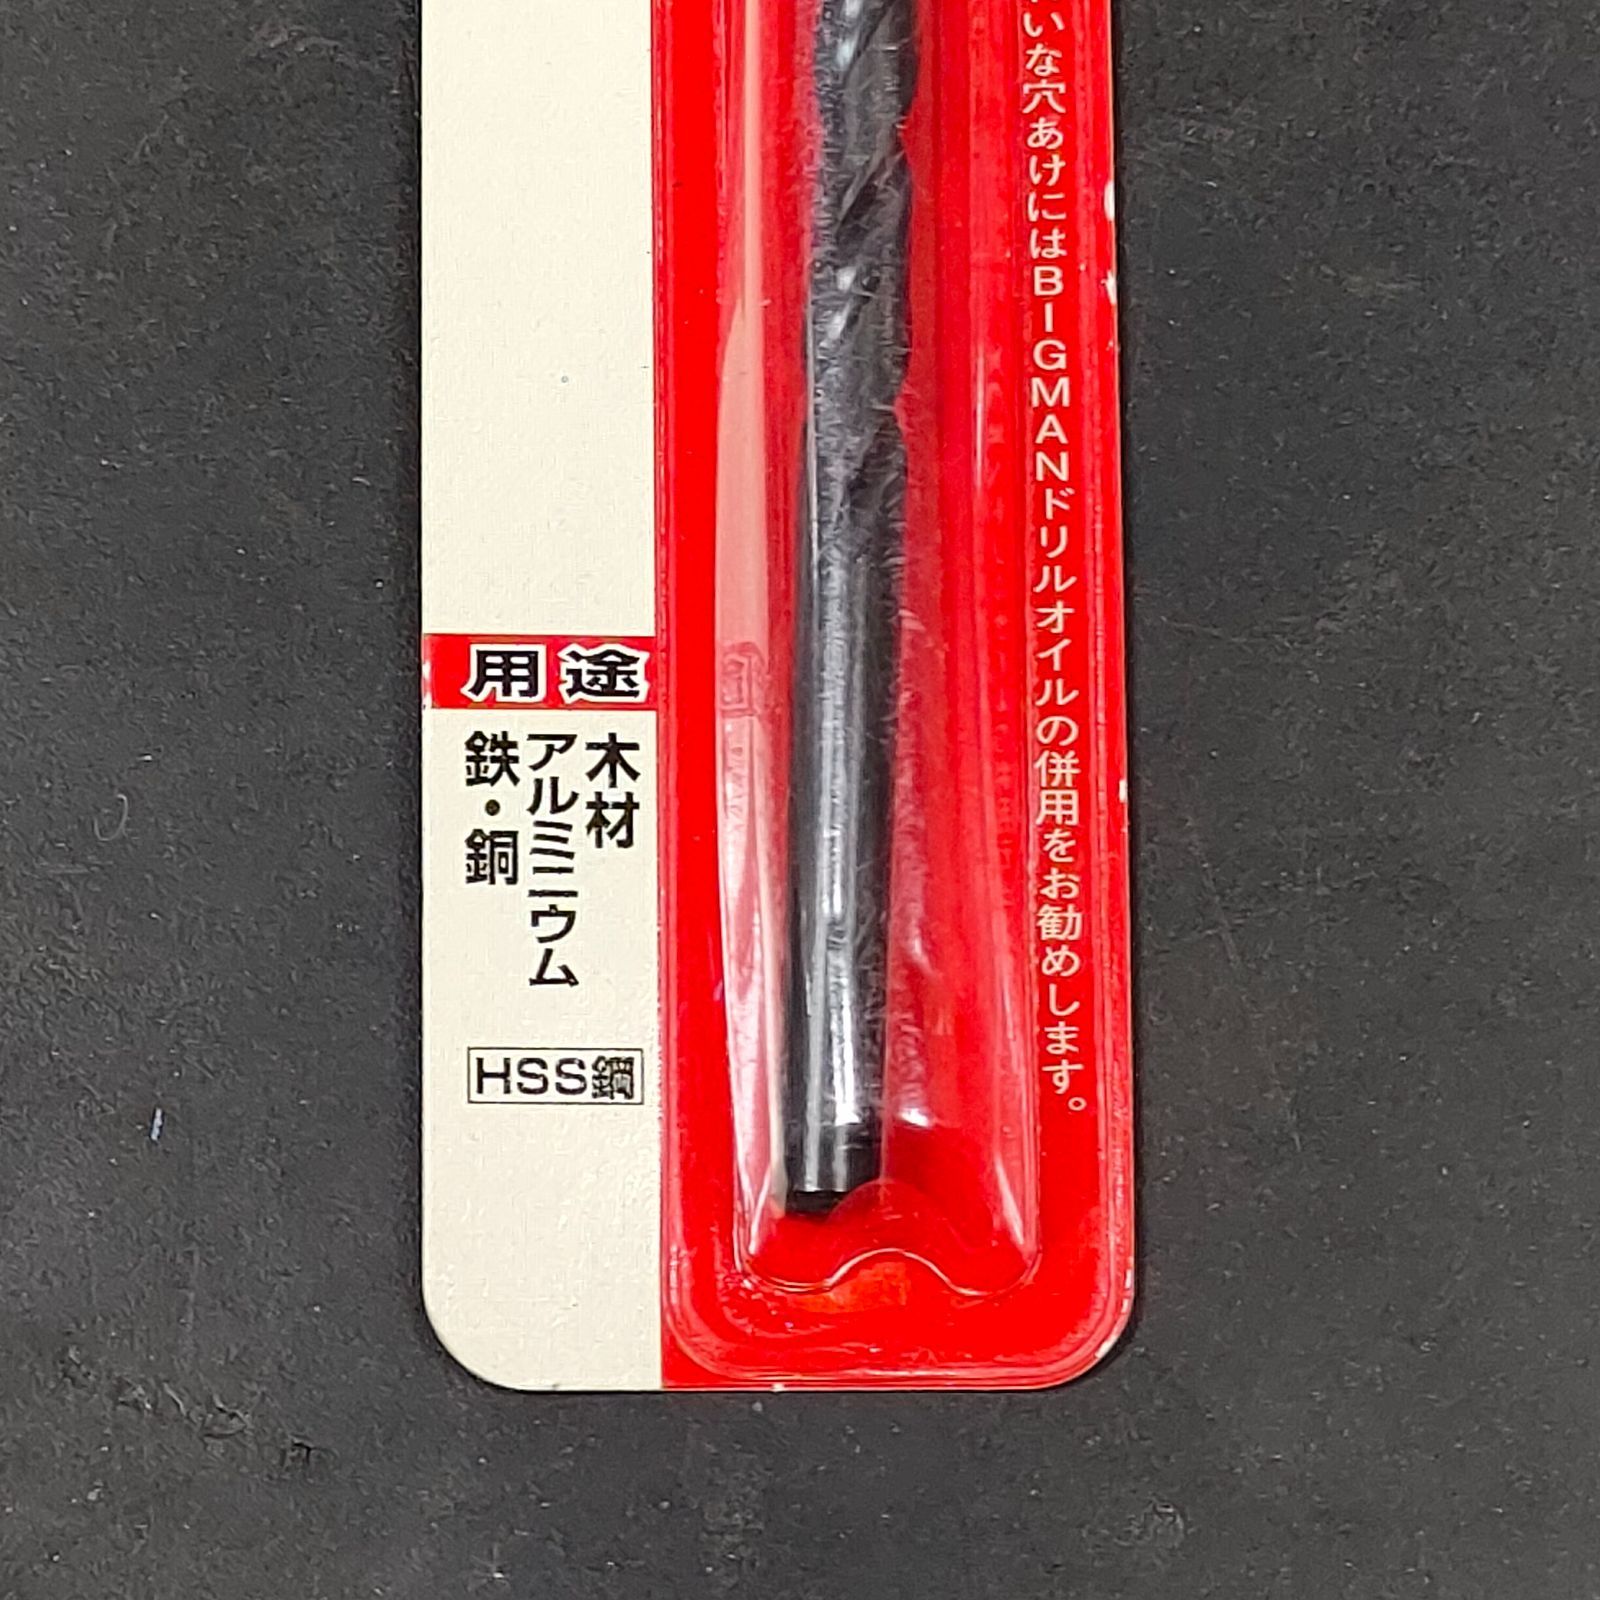 いな穴あけにはBIGMANドリルオイルの併用をお勧めします。
用途
木材
アルミニウム
鉄・銅
HSS鋼